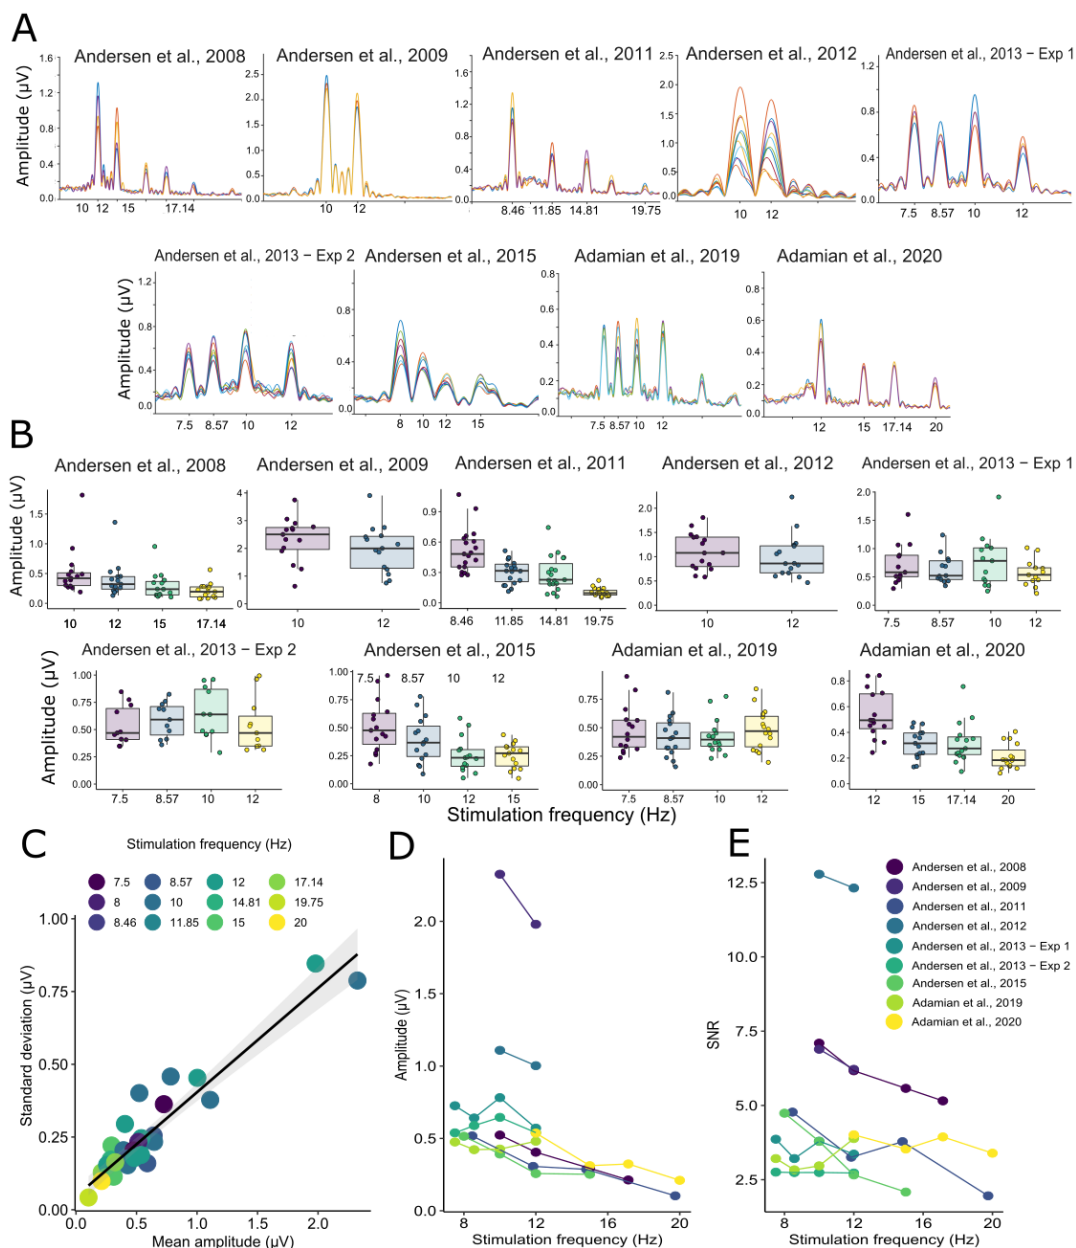 A
Andersen et al., 2008
Andersen et al., 2009
Andersen et al., 2011
Andersen et al., 2012
Andersen et al., 2013 − Exp 1
Amplitude (µV)
1.6
1.2
0.8
0.4
0.0
10 12 15 17.14
2.5
2.0
1.5
1.0
0.5
0.0
10 12
1.6
1.2
0.8
0.4
0.0
8.46 11.85 14.81 19.75
2.5
2.0
1.5
1.0
0.5
0.0
10 12
1.2
0.8
0.4
0.0
7.5 8.57 10 12
Andersen et al., 2013 − Exp 2
Andersen et al., 2015
Adamian et al., 2019
Adamian et al., 2020
Amplitude (µV)
1.2
0.8
0.4
0.0
7.5 8.57 10 12
0.8
0.4
0.0
8 10 12 15
0.8
0.6
0.4
0.2
0.0
7.5 8.57 10 12
0.8
0.6
0.4
0.2
0.0
12 15 17.14 20
B
Andersen et al., 2008
Andersen et al., 2009
Andersen et al., 2011
Andersen et al., 2012
Andersen et al., 2013 − Exp 1
Amplitude (µV)
1.5
1.0
0.5
0.0
10 12 15 17.14
4
3
2
1
0
10 12
0.9
0.6
0.3
0.0
8.46 11.85 14.81 19.75
2.0
1.5
1.0
0.5
0.0
10 12
2.0
1.5
1.0
0.5
0.0
7.5 8.57 10 12
Andersen et al., 2013 − Exp 2
Andersen et al., 2015
Adamian et al., 2019
Adamian et al., 2020
Amplitude (µV)
1.00
0.75
0.50
0.25
0.00
7.5 8.57 10 12
7.5 8.57 10 12
1.00
0.75
0.50
0.25
0.00
8 10 12 15
1.00
0.75
0.50
0.25
0.00
7.5 8.57 10 12
0.8
0.6
0.4
0.2
0.0
12 15 17.14 20
Stimulation frequency (Hz)
C
Stimulation frequency (Hz)
7.5 8.57 12 17.14
8 10 14.81 19.75
8.46 11.85 15 20
Standard deviation (µV)
1.00
0.75
0.50
0.25
0.00
0.0 0.5 1.0 1.5 2.0
Mean amplitude (µV)
D
Amplitude (µV)
2.0
1.5
1.0
0.5
0.0
8 12 16 20
Stimulation frequency (Hz)
E
SNR
12.5
10.0
7.5
5.0
2.5
8 12 16 20
Stimulation frequency (Hz)
Andersen et al., 2008
Andersen et al., 2009
Andersen et al., 2011
Andersen et al., 2012
Andersen et al., 2013 − Exp 1
Andersen et al., 2013 − Exp 2
Andersen et al., 2015
Adamian et al., 2019
Adamian et al., 2020